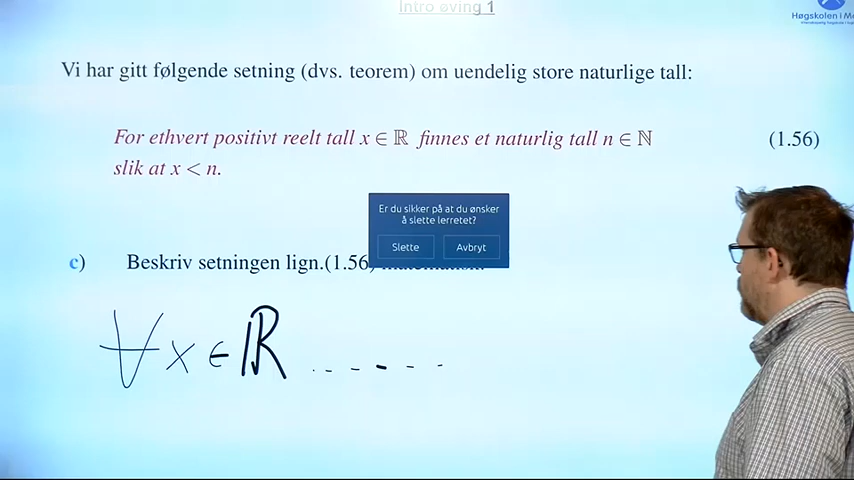 Intro øving 1
Høgskolen i Mo
Vi har gitt følgende setning (dvs. teorem) om uendelig store naturlige tall:
For ethvert positivt reelt tall x ∈ ℝ finnes et naturlig tall n ∈ ℕ (1.56)
slik at x < n.
Er du sikker på at du ønsker
å slette lerretet?
Slette Avbryt
c) Beskriv setningen lign.(1.56)
∀ x ∈ ℝ . . - - - - .